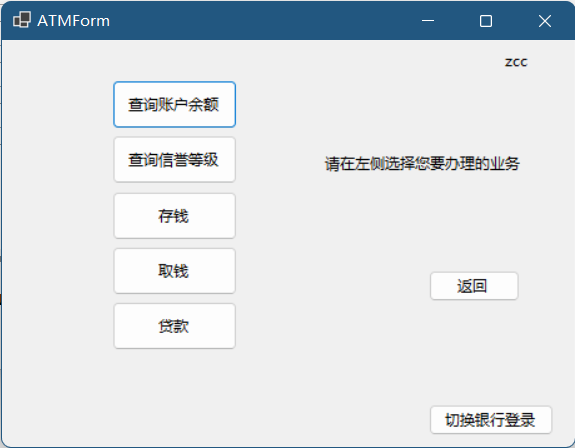 ATMForm
zcc
查询账户余额
查询信誉等级
请在左侧选择您要办理的业务
存钱
取钱
返回
贷款
切换银行登录